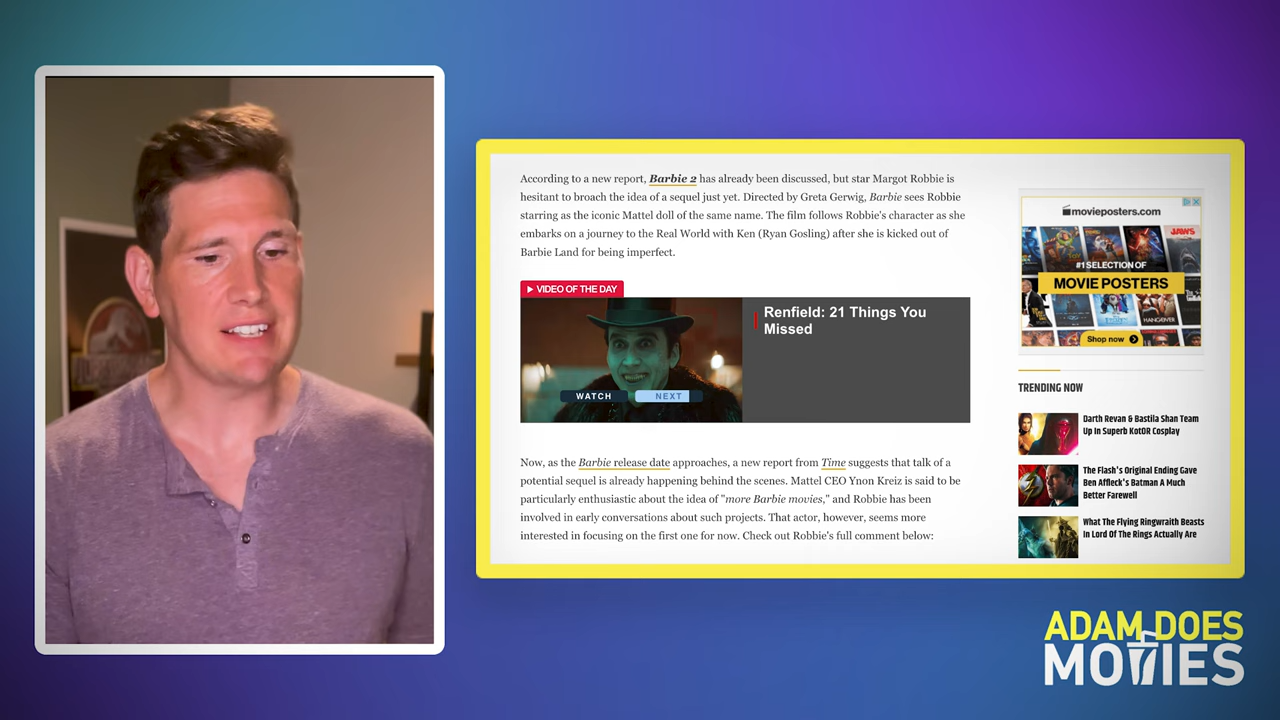 According to a new report, Barbie 2 has already been discussed, but star Margot Robbie is
hesitant to broach the idea of a sequel just yet. Directed by Greta Gerwig, Barbie sees Robbie
starring as the iconic Mattel doll of the same name. The film follows Robbie's character as she
embarks on a journey to the Real World with Ken (Ryan Gosling) after she is kicked out of
Barbie Land for being imperfect.
VIDEO OF THE DAY
Renfield: 21 Things You
Missed
WATCH NEXT
Now, as the Barbie release date approaches, a new report from Time suggests that talk of a
potential sequel is already happening behind the scenes. Mattel CEO Ynon Kreiz is said to be
particularly enthusiastic about the idea of "more Barbie movies," and Robbie has been
involved in early conversations about such projects. That actor, however, seems more
interested in focusing on the first one for now. Check out Robbie's full comment below:
movieposters.com
JAWS
#1 SELECTION OF
MOVIE POSTERS
HANGOVER
Shop now
TRENDING NOW
Darth Revan & Bastila Shan Team
Up In Superb KotOR Cosplay
The Flash's Original Ending Gave
Ben Affleck's Batman A Much
Better Farewell
What The Flying Ringwraith Beasts
In Lord Of The Rings Actually Are
ADAM DOES
MOVIES